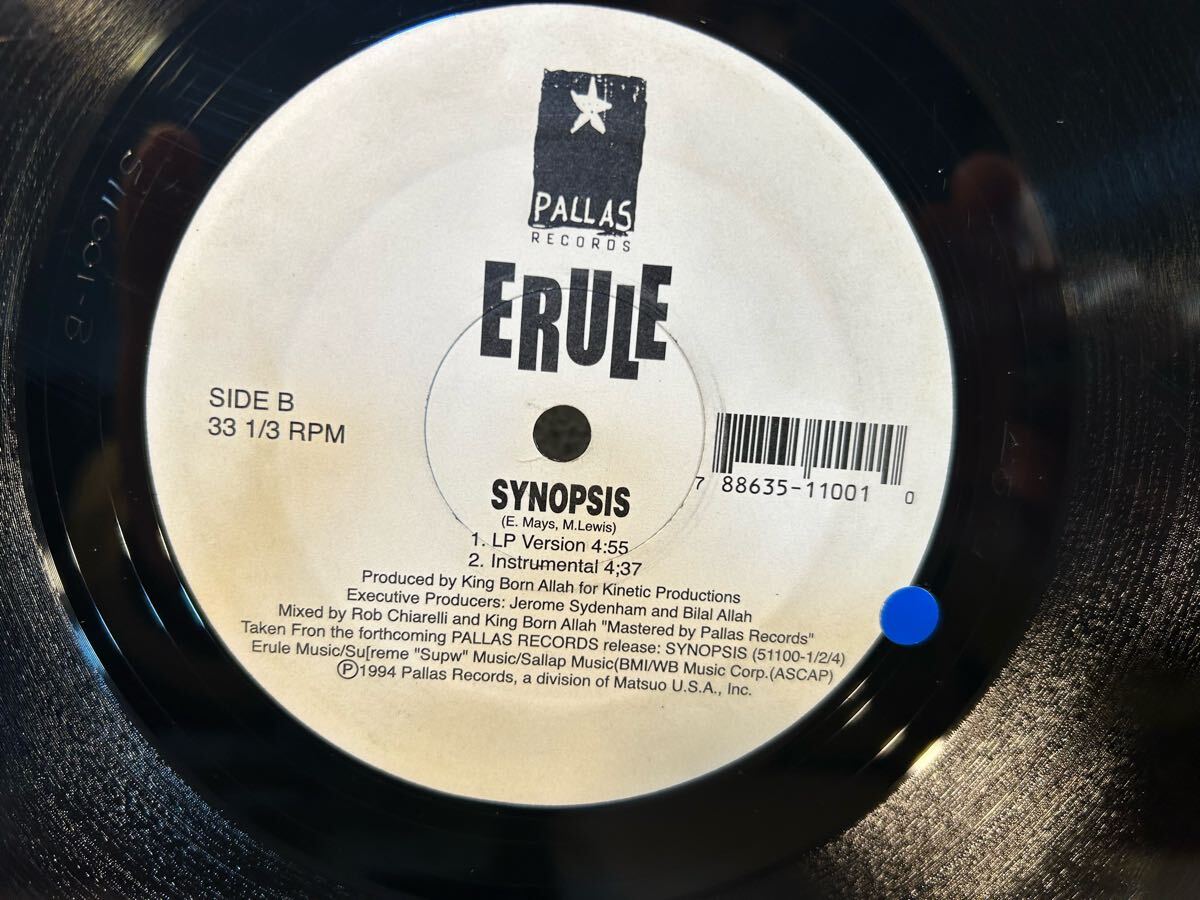 PALLAS
RECORDS
ERULE
SIDE B
33 1/3 RPM
7 88635-11001 0
SYNOPSIS
(E. Mays, M.Lewis)
1. LP Version 4:55
2. Instrumental 4;37
Produced by King Born Allah for Kinetic Productions
Executive Producers: Jerome Sydenham and Bilal Allah
Mixed by Rob Chiarelli and King Born Allah "Mastered by Pallas Records"
Taken Fron the forthcoming PALLAS RECORDS release: SYNOPSIS (51100-1/2/4)
Erule Music/Su[reme "Supw" Music/Sallap Music(BMI/WB Music Corp.(ASCAP)
Ⓟ1994 Pallas Records, a division of Matsuo U.S.A., Inc.